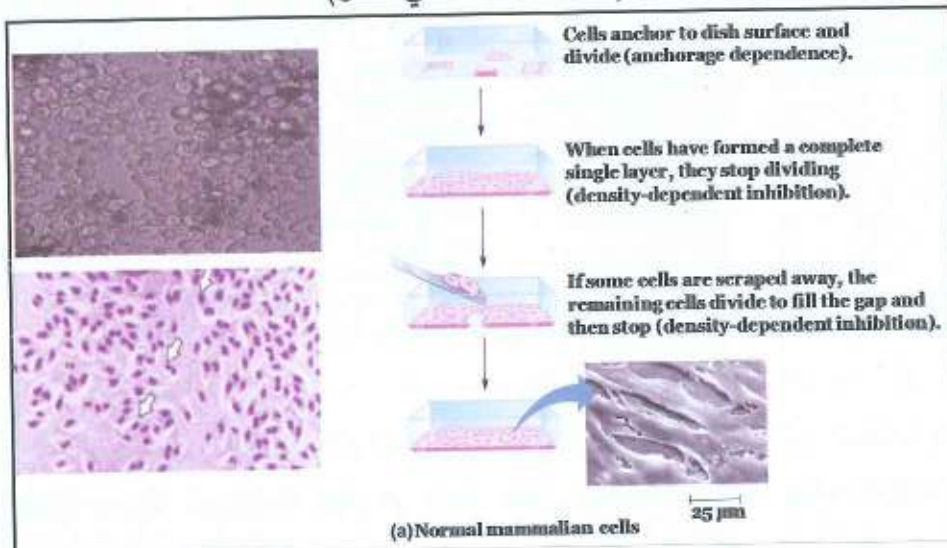 Cells anchor to dish surface and
divide (anchorage dependence).
When cells have formed a complete
single layer, they stop dividing
(density-dependent inhibition).
If some cells are scraped away, the
remaining cells divide to fill the gap and
then stop (density-dependent inhibition).
25 µm
(a)Normal mammalian cells